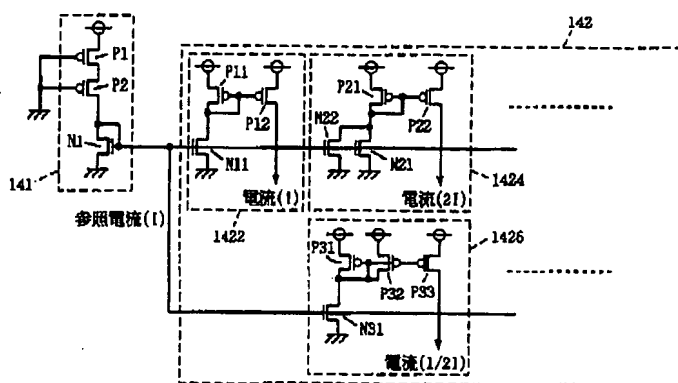 142
P1
P2
N1
141
参照電流(I)
P11
P12
N11
電流(I)
1422
P21
P22
N22
N21
電流(2I)
1424
P31
P32
P33
N31
電流(1/2I)
1426